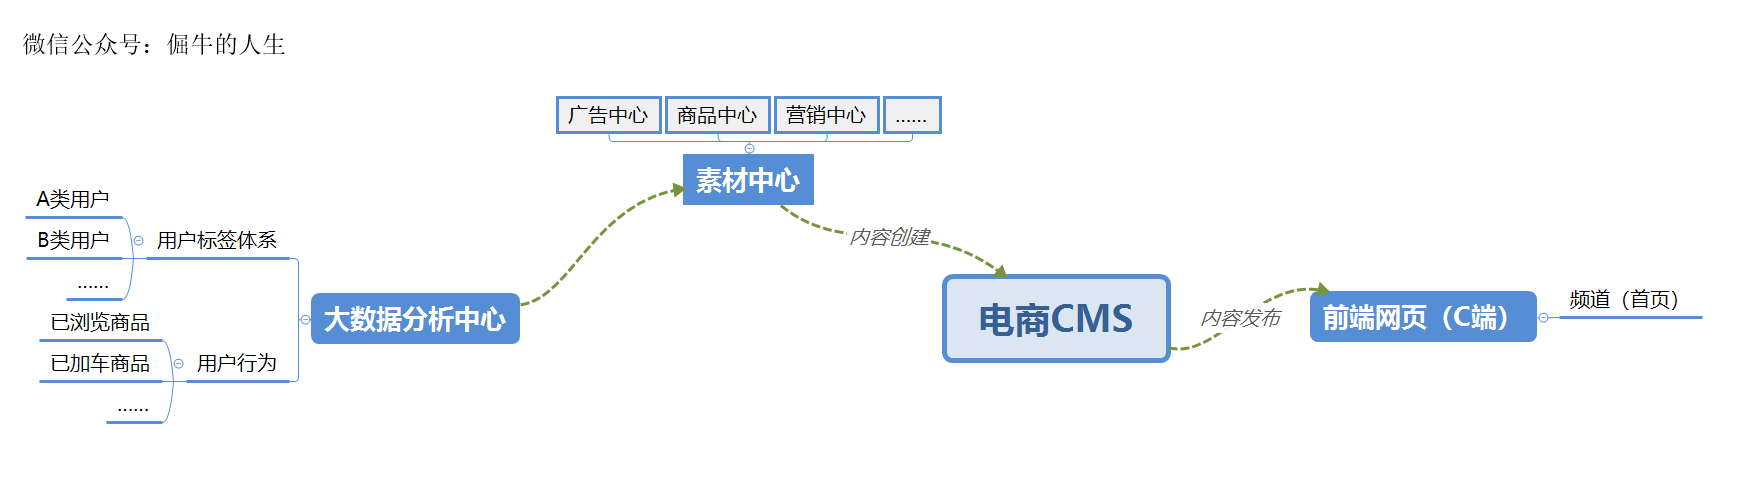 微信公众号：倔牛的人生
广告中心
商品中心
营销中心
......
素材中心
A类用户
B类用户
......
用户标签体系
已浏览商品
已加车商品
......
用户行为
大数据分析中心
内容创建
电商CMS
内容发布
前端网页（C端）
频道（首页）